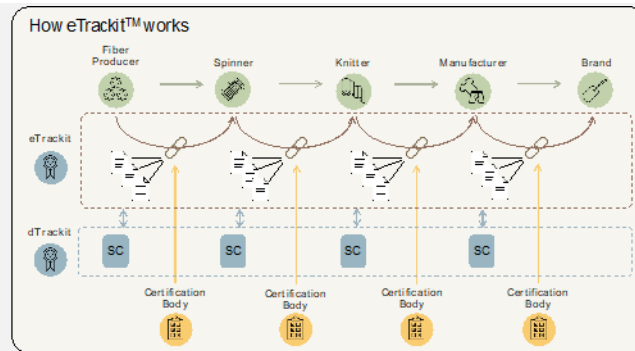 How eTrackit™ works
Fiber
Producer
Spinner
Knitter
Manufacturer
Brand
eTrackit
dTrackit
SC
SC
SC
SC
Certification
Body
Certification
Body
Certification
Body
Certification
Body